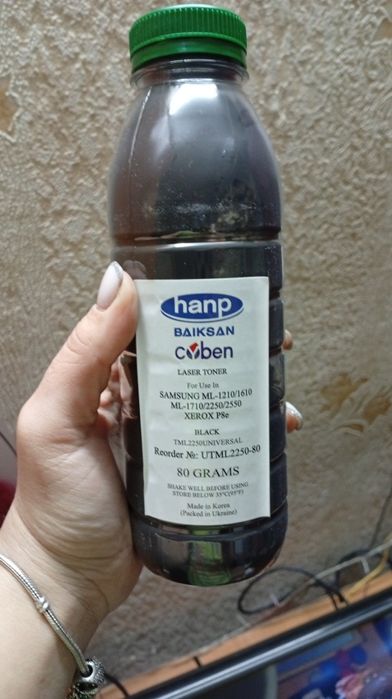 hanp
BAIKSAN
coben
LASER TONER
For Use In
SAMSUNG ML-1210/1610
ML-1710/2250/2550
XEROX P8e
BLACK
TML2250UNIVERSAL
Reorder №: UTML2250-80
80 GRAMS
SHAKE WELL BEFORE USING
STORE BELOW 35°C(95°F)
Made in Korea
(Packed in Ukraine)